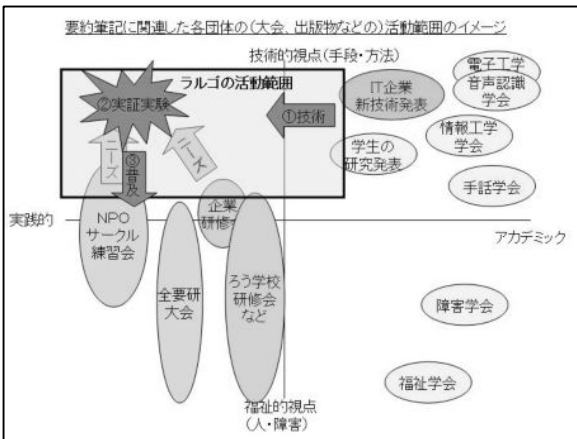 要約筆記に関連した各団体の(大会、出版物などの)活動範囲のイメージ
技術的視点(手段・方法)
ラルゴの活動範囲
②実証実験
①技術
ニーズ
ニーズ
③普及
IT企業
新技術発表
電子工学
音声認識
学会
情報工学
学会
学生の
研究発表
手話学会
実践的
アカデミック
NPO
サークル
練習会
企業
研修会
全要研
大会
ろう学校
研修会
など
障害学会
福祉学会
福祉的視点
(人・障害)